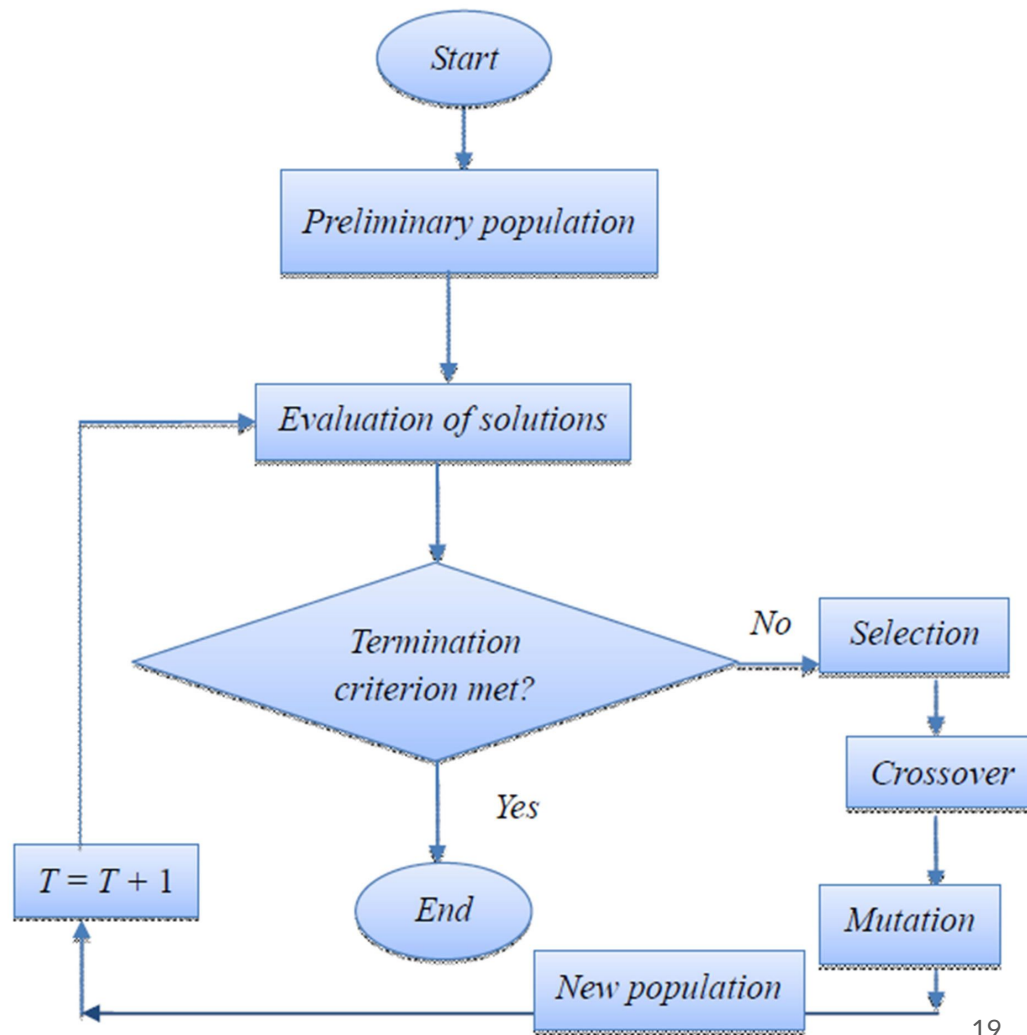 Start
Preliminary population
Evaluation of solutions
Termination
criterion met?
No
Selection
Crossover
Yes
T = T + 1
End
Mutation
New population
19